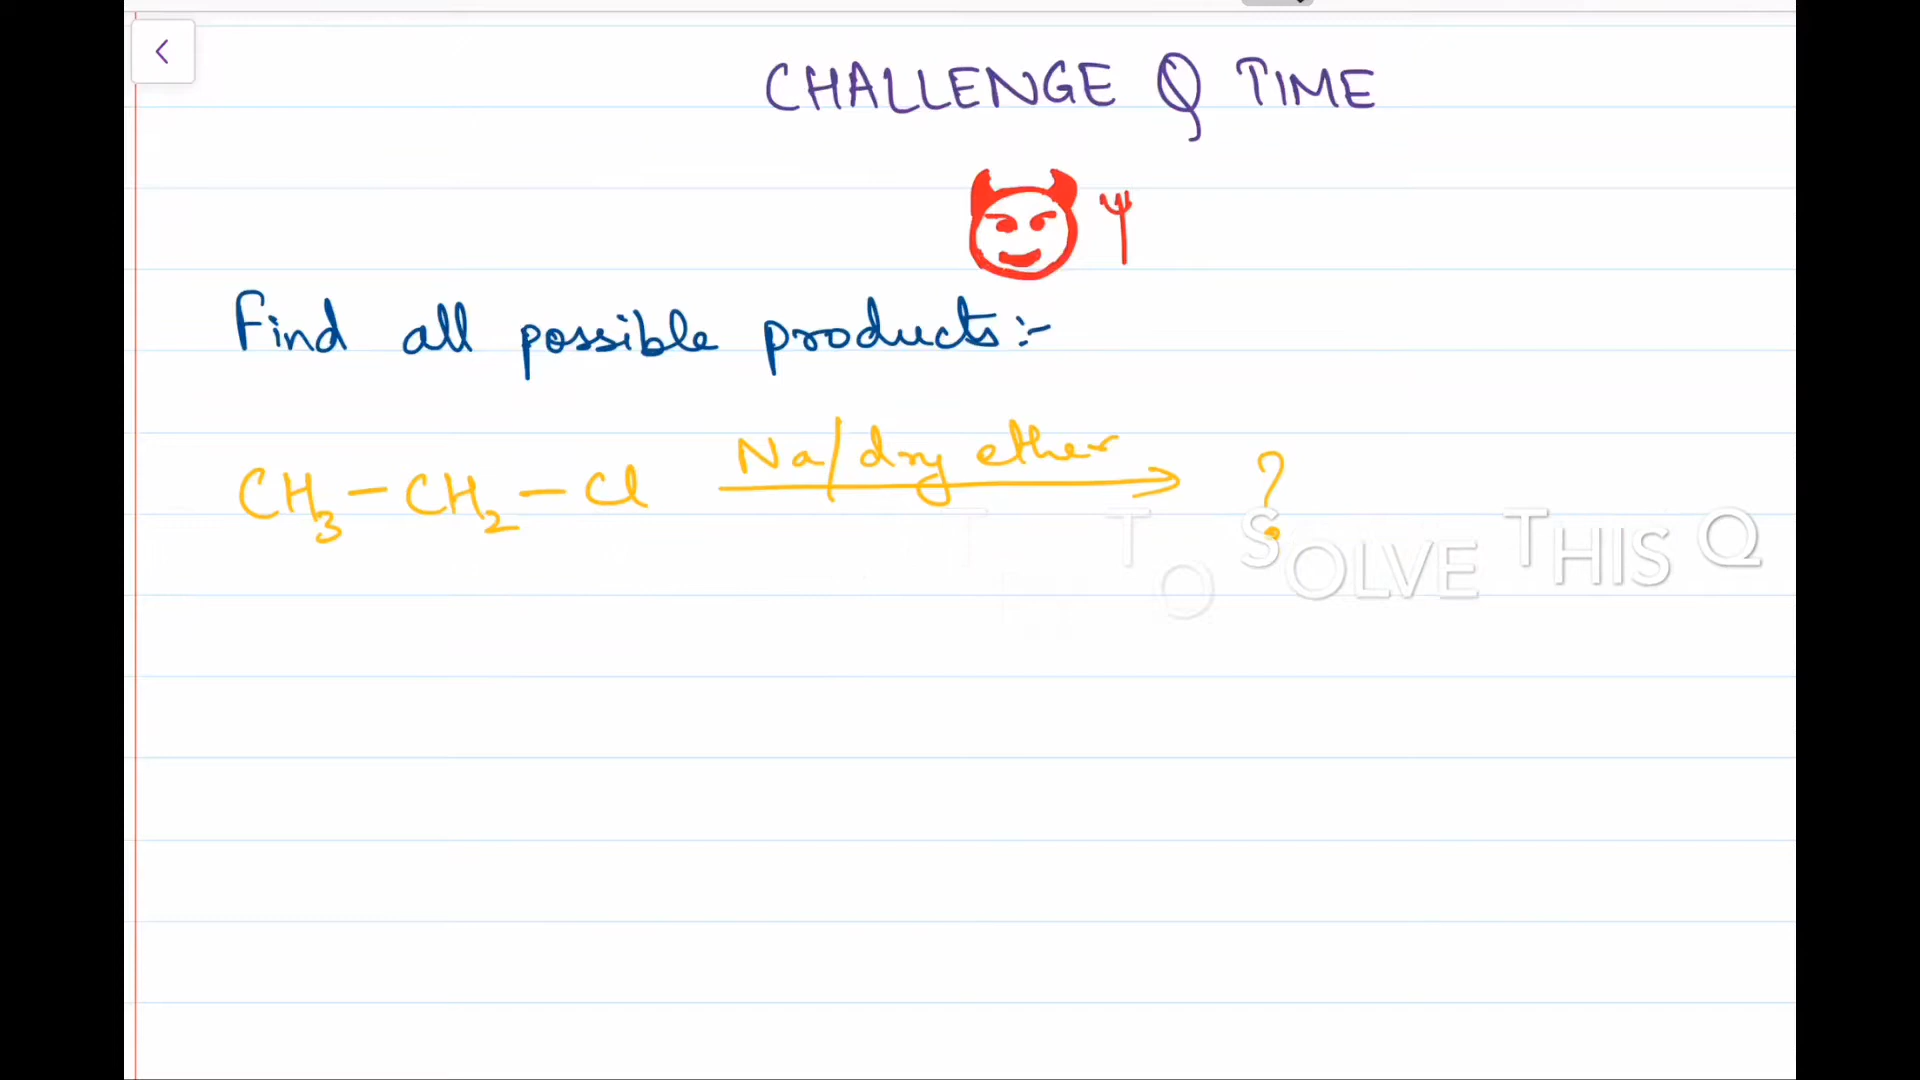 CHALLENGE Q TIME
Find all possible products:-
CH₃-CH₂-Cl Na/dry ether ?
TO SOLVE THIS Q